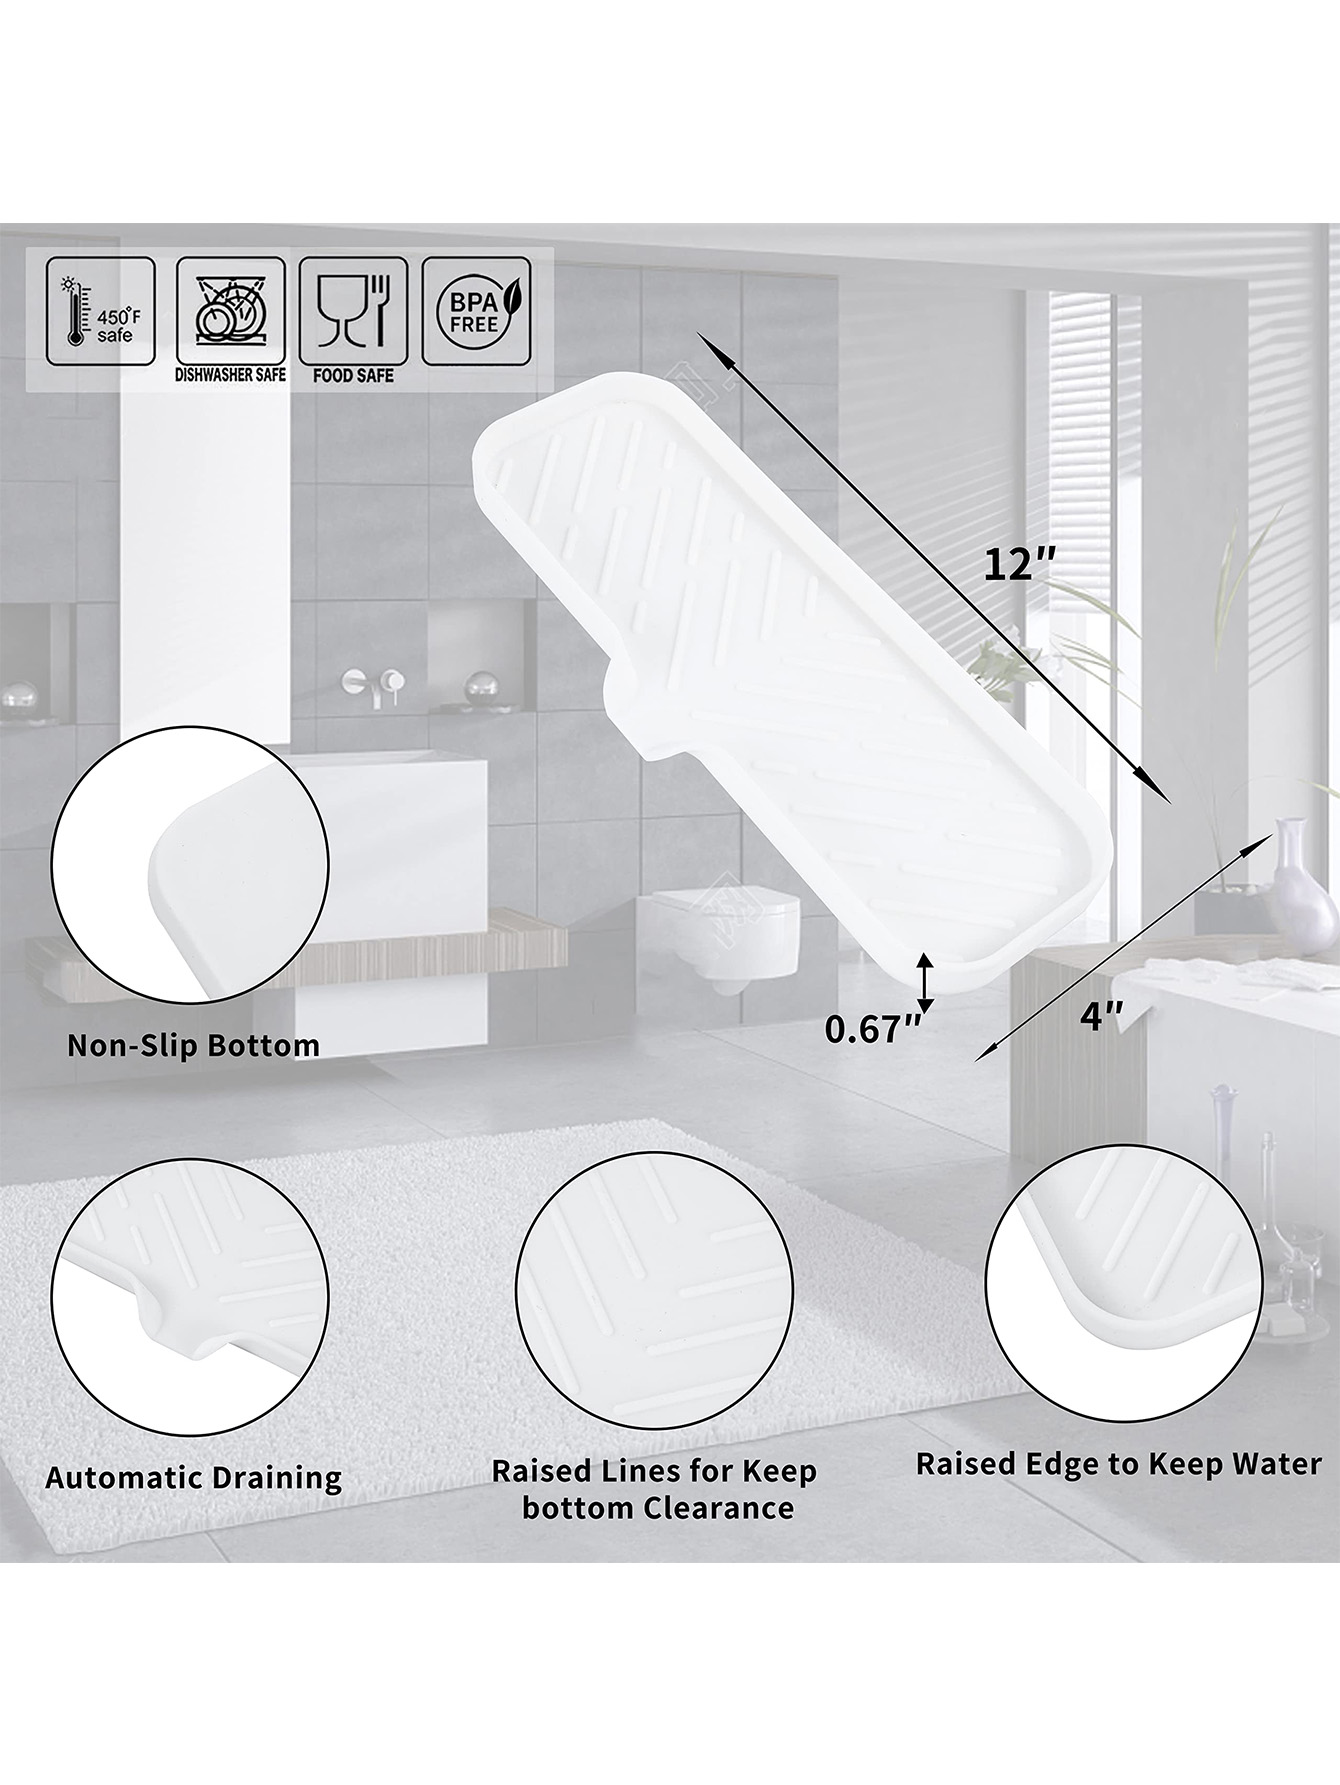 450°F
safe
DISHWASHER SAFE
FOOD SAFE
BPA
FREE
12"
4"
0.67"
Non-Slip Bottom
Automatic Draining
Raised Lines for Keep
bottom Clearance
Raised Edge to Keep Water